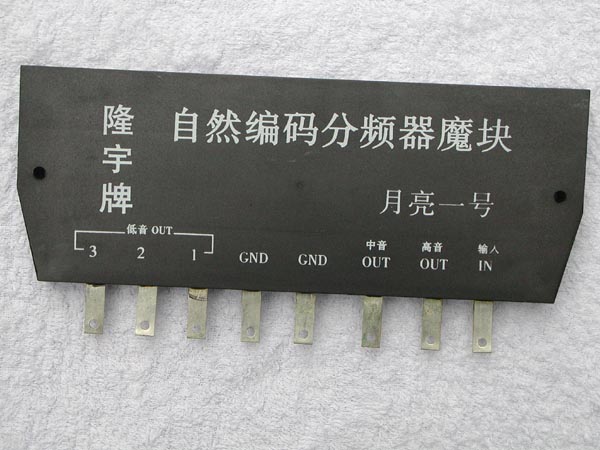 隆宇牌
自然编码分频器魔块
月亮一号
低音 OUT
3 2 1 GND GND
中音 OUT
高音 OUT
输入 IN